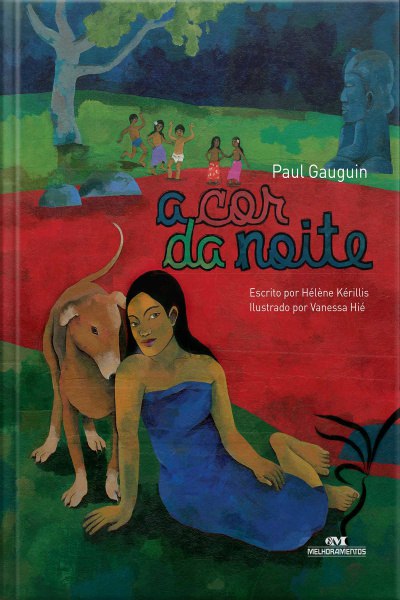 Paul Gauguin
a cor
da noite
Escrito por Hélène Kérillis
Ilustrado por Vanessa Hié
MELHORAMENTOS